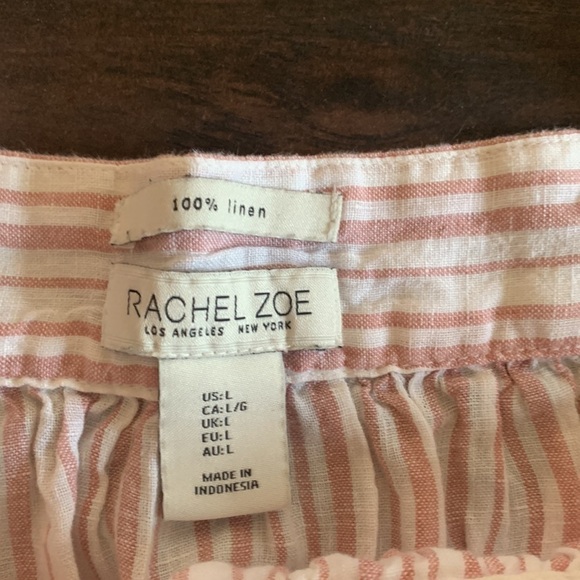 100% linen
RACHEL ZOE
LOS ANGELES NEW YORK
US: L
CA: L/G
UK: L
EU: L
AU: L
MADE IN
INDONESIA